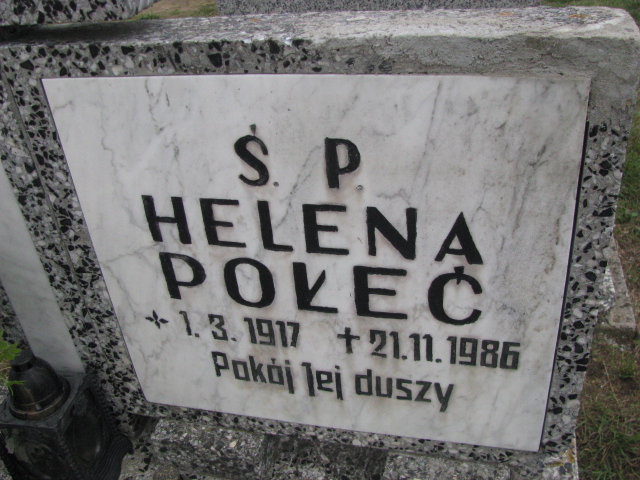 Ś. P.
HELENA
POŁEĆ
* 1. 3. 1917 + 21.11.1986
Pokój Jej duszy